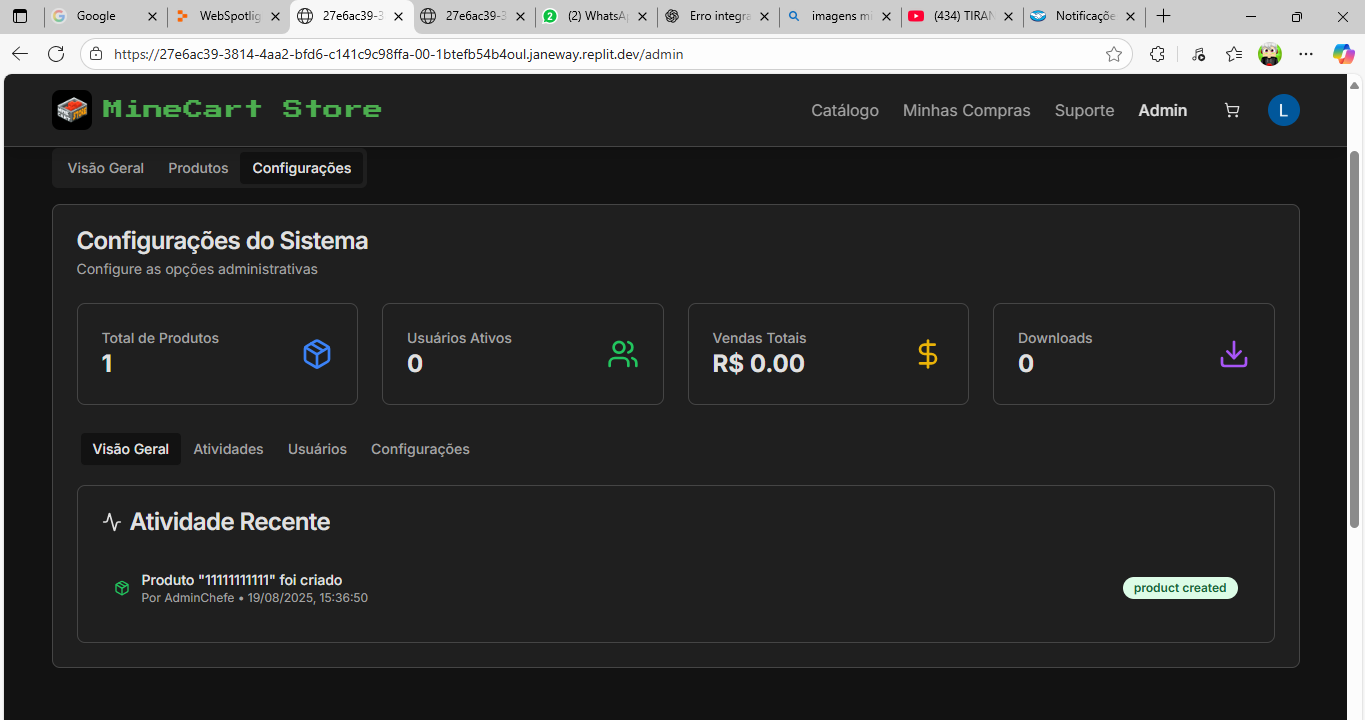 Google
WebSpotlig
27e6ac39-3
27e6ac39-3
(2) WhatsA
Erro integra
imagens mi
(434) TIRAN
Notificaçõe
https://27e6ac39-3814-4aa2-bfd6-c141c9c98ffa-00-1btefb54b4oul.janeway.replit.dev/admin
MineCart Store
Catálogo
Minhas Compras
Suporte
Admin
L
Visão Geral
Produtos
Configurações
Configurações do Sistema
Configure as opções administrativas
Total de Produtos
1
Usuários Ativos
0
Vendas Totais
R$ 0.00
Downloads
0
Visão Geral
Atividades
Usuários
Configurações
Atividade Recente
Produto "11111111111" foi criado
Por AdminChefe • 19/08/2025, 15:36:50
product created